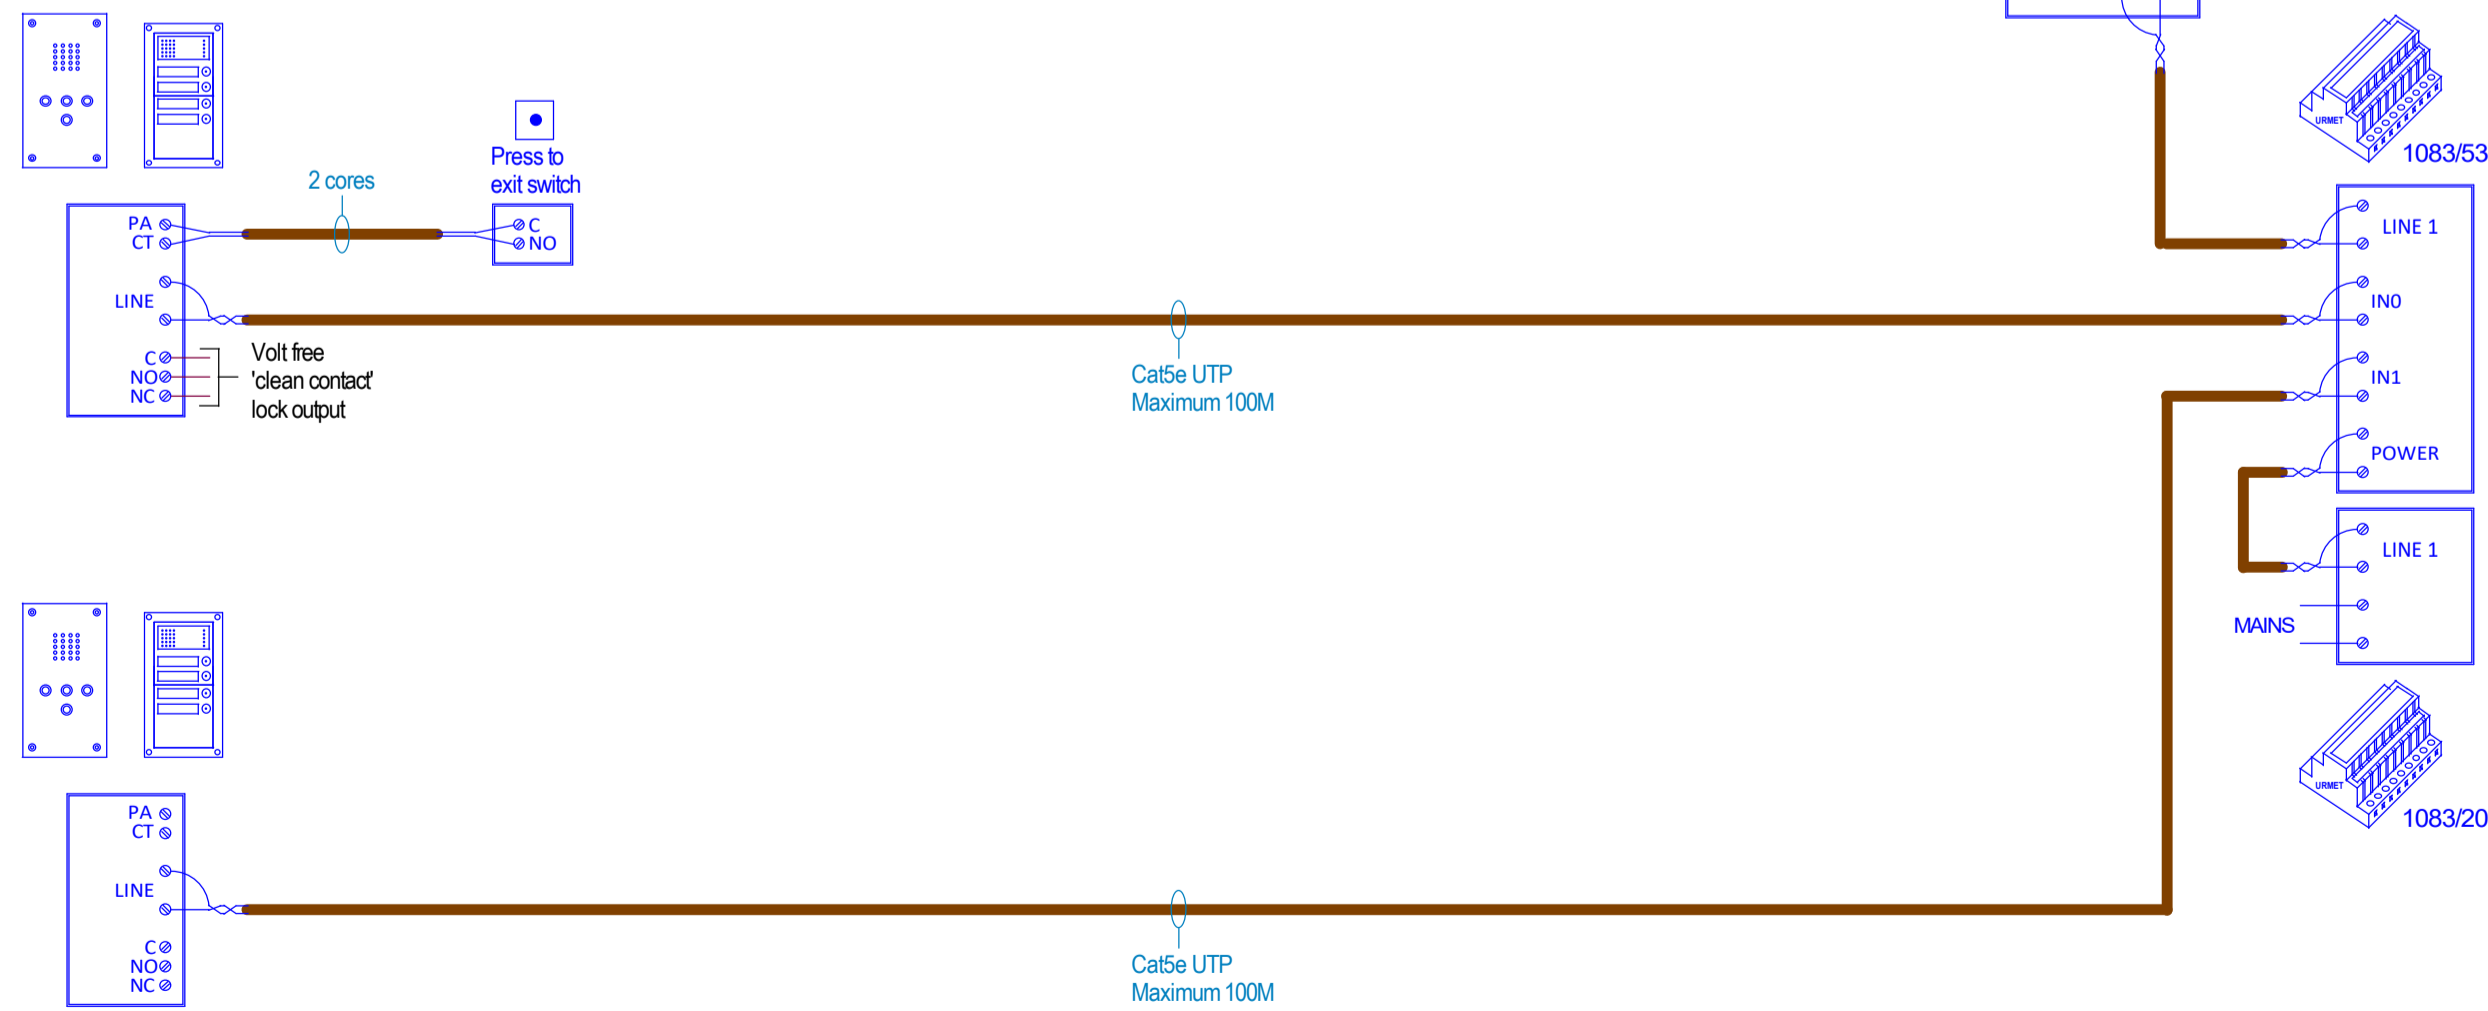 URMET
1083/53
Press to
exit switch
2 cores
PA
CT
C
NO
LINE
C
NO
NC
Volt free
'clean contact'
lock output
Cat5e UTP
Maximum 100M
LINE 1
IN0
IN1
POWER
LINE 1
MAINS
URMET
1083/20
PA
CT
LINE
C
NO
NC
Cat5e UTP
Maximum 100M